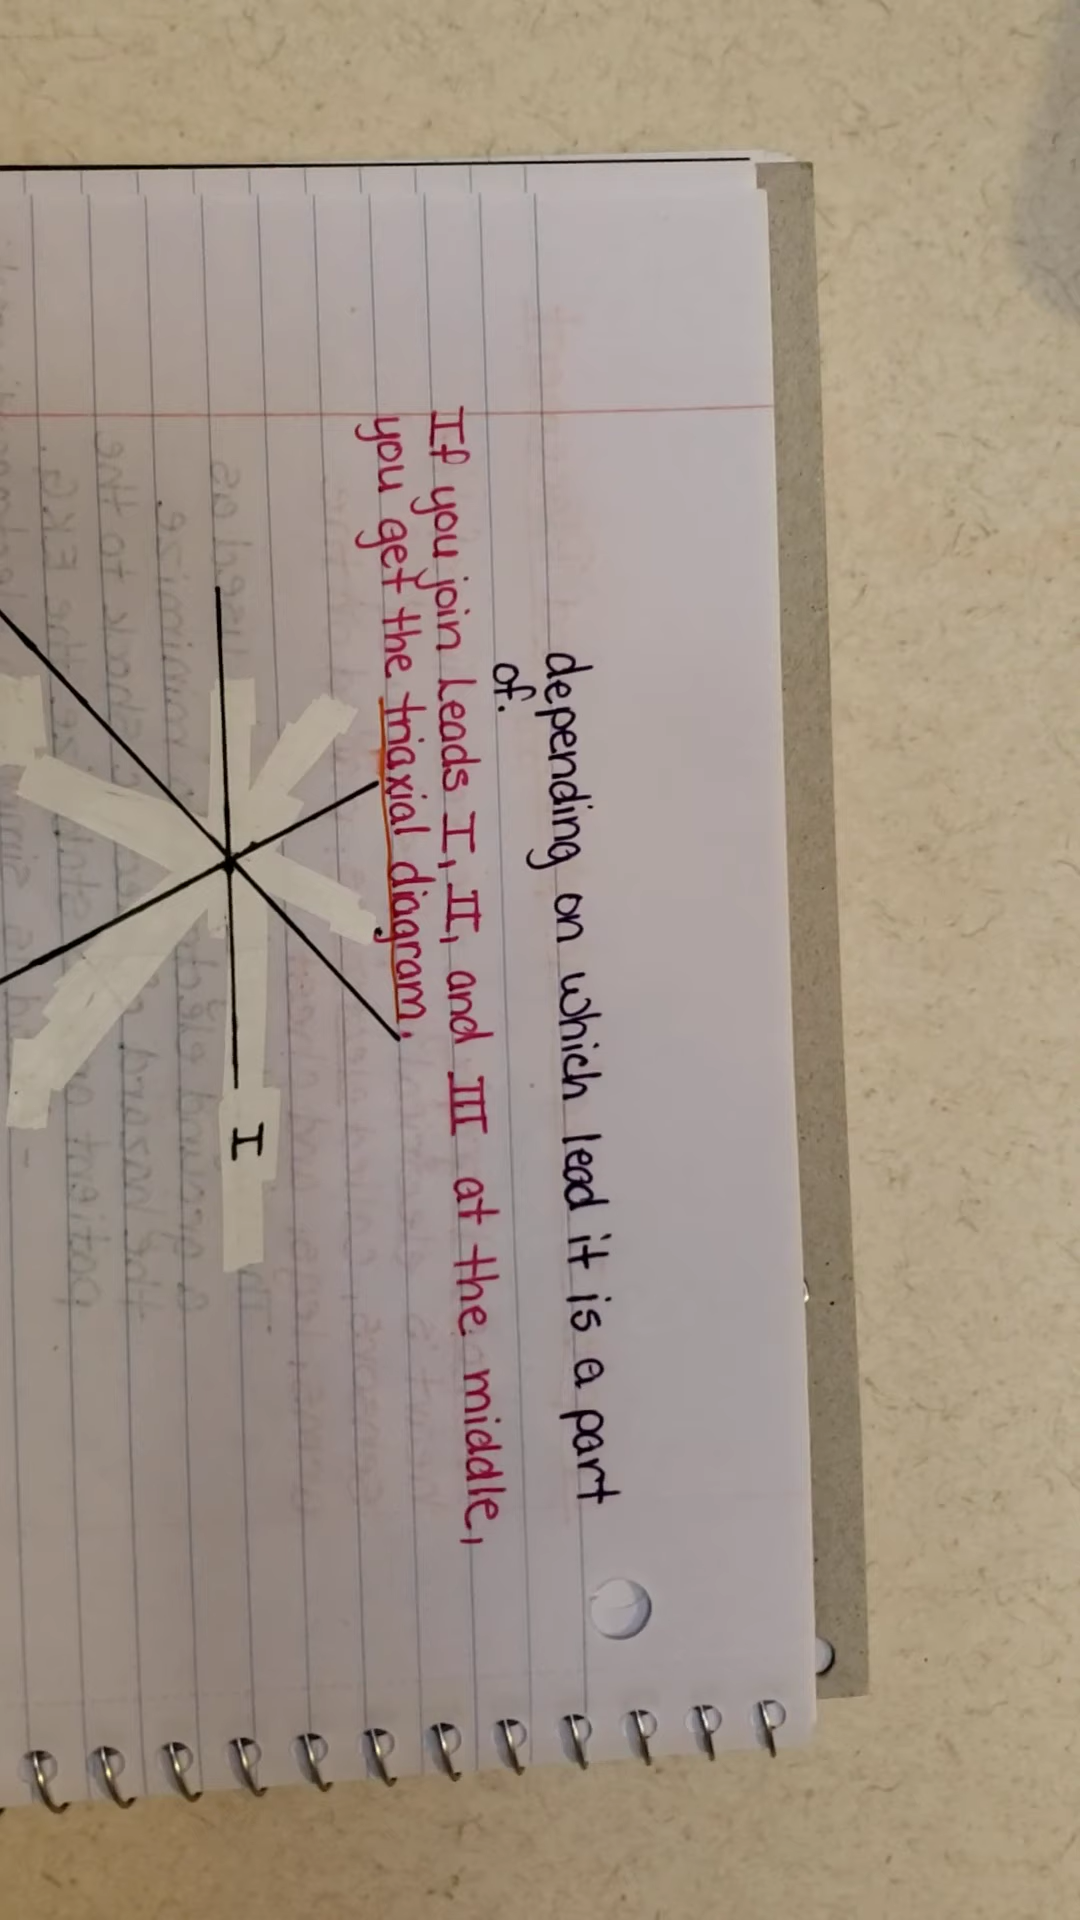 depending on which lead it is a part
of.
If you join Leads I, II, and III at the middle,
you get the triaxial diagram.
I